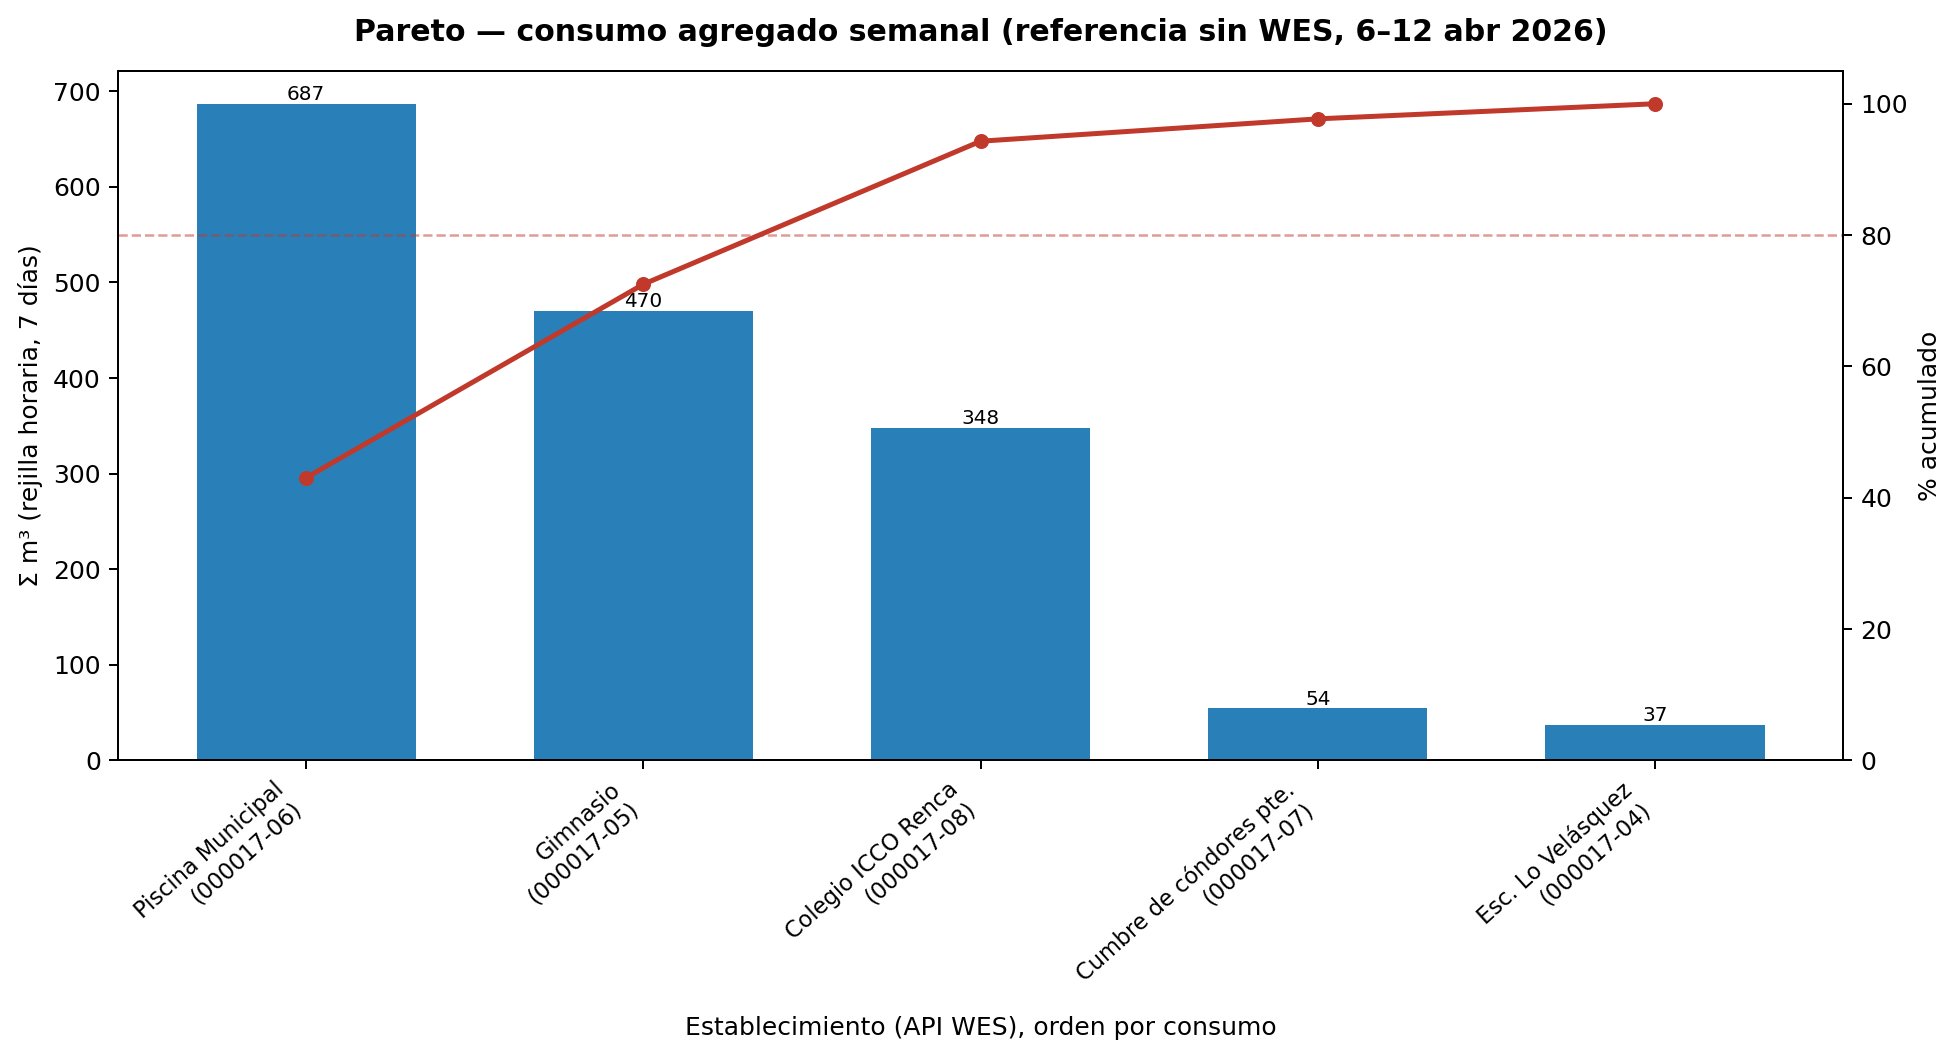 Pareto — consumo agregado semanal (referencia sin WES, 6–12 abr 2026)
Σ m³ (rejilla horaria, 7 días)
700
600
500
400
300
200
100
0
687
470
348
54
37
100
80
60
40
20
0
% acumulado
Piscina Municipal
(000017-06)
Gimnasio
(000017-05)
Colegio ICCO Renca
(000017-08)
Cumbre de cóndores pte.
(000017-07)
Esc. Lo Velásquez
(000017-04)
Establecimiento (API WES), orden por consumo